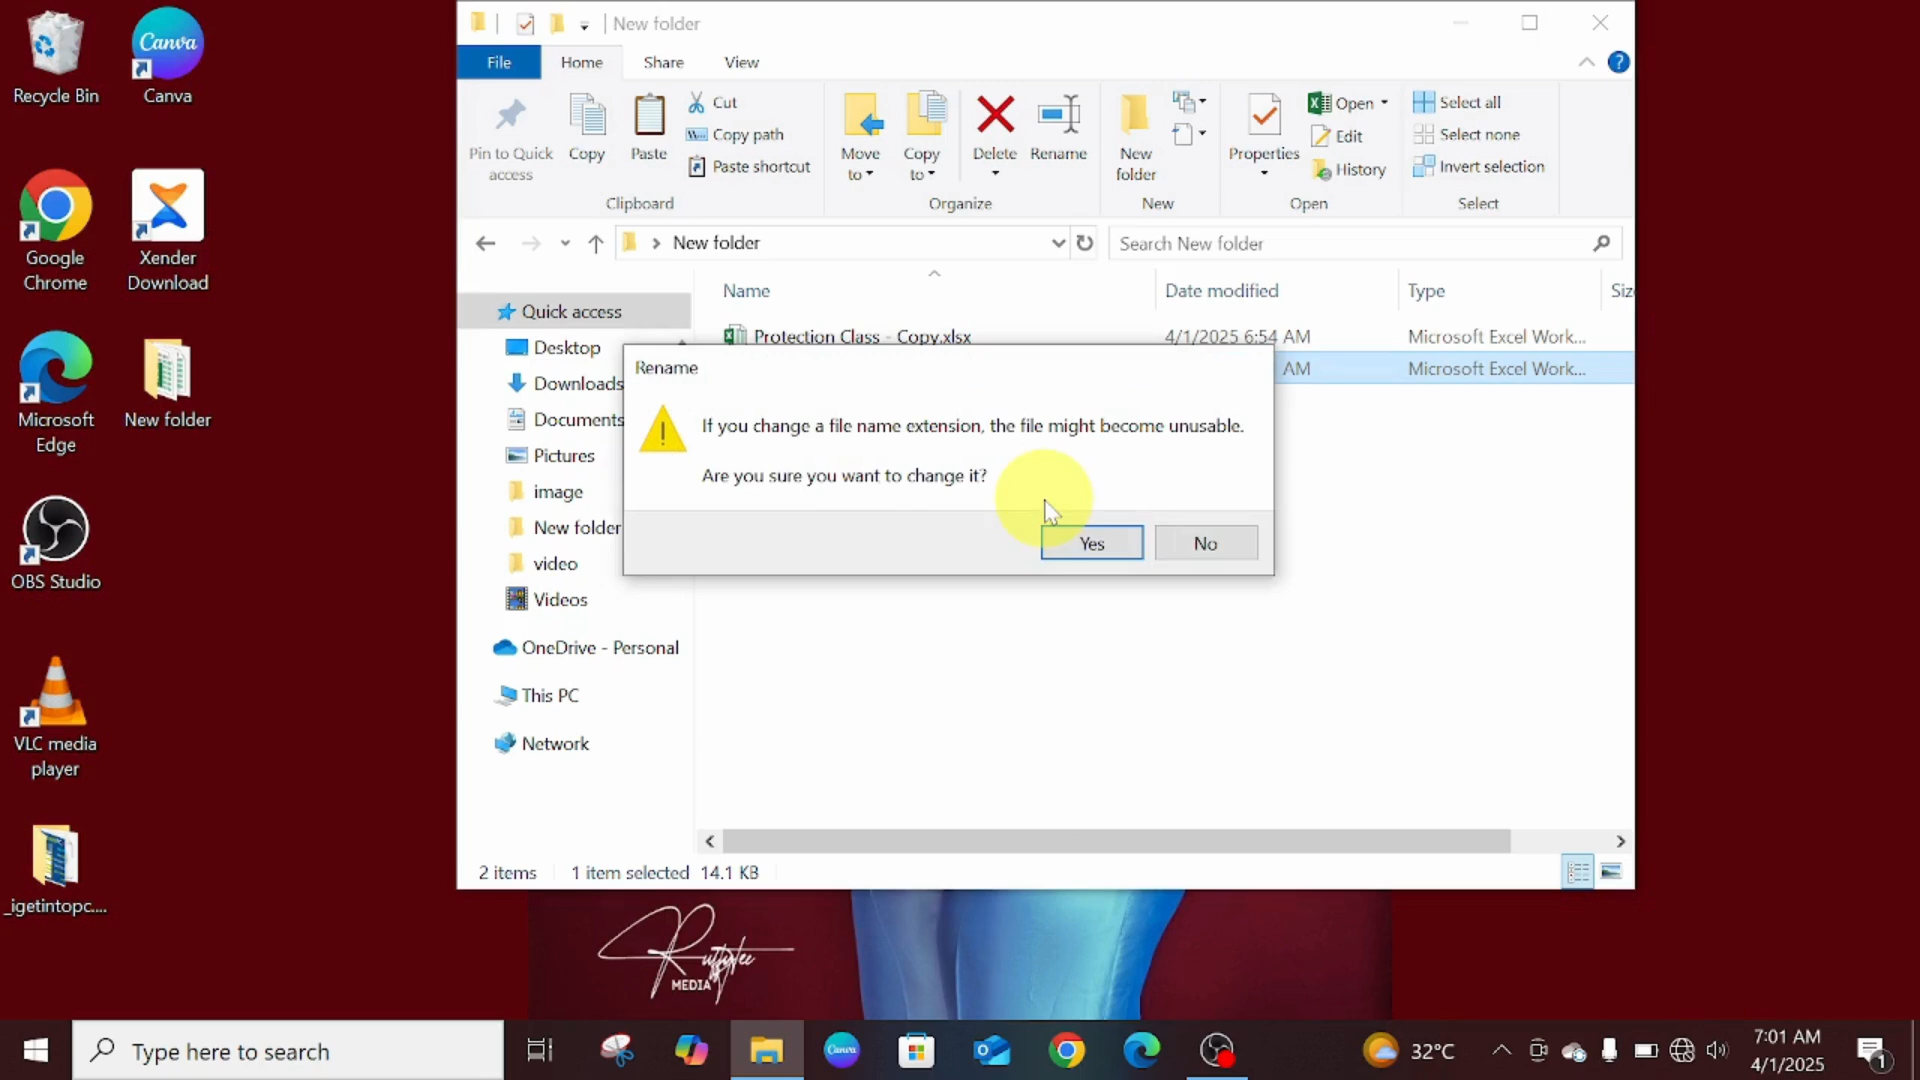 Recycle Bin
Canva
Canva
Google
Chrome
Xender
Download
Microsoft
Edge
New folder
OBS Studio
VLC media
player
_igetintopc....
New folder
File
Home
Share
View
?
Pin to Quick
access
Copy
Paste
Cut
Copy path
Paste shortcut
Clipboard
Move
to
Copy
to
Delete
Rename
Organize
New
folder
New
Properties
Open
Edit
History
Open
Select all
Select none
Invert selection
Select
New folder
Search New folder
Name
Date modified
Type
Siz
Quick access
Desktop
Downloads
Documents
Pictures
image
New folder
video
Videos
OneDrive - Personal
This PC
Network
Protection Class - Copy.xlsx
4/1/2025 6:54 AM
Microsoft Excel Work...
AM
Microsoft Excel Work...
Rename
If you change a file name extension, the file might become unusable.
Are you sure you want to change it?
Yes
No
2 items
1 item selected 14.1 KB
Ruffytee
MEDIA
Type here to search
Canva
32°C
7:01 AM
4/1/2025
1